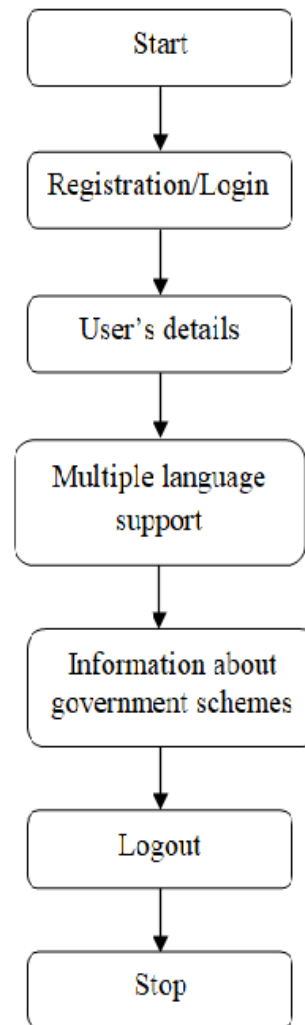 Start
Registration/Login
User’s details
Multiple language
support
Information about
government schemes
Logout
Stop